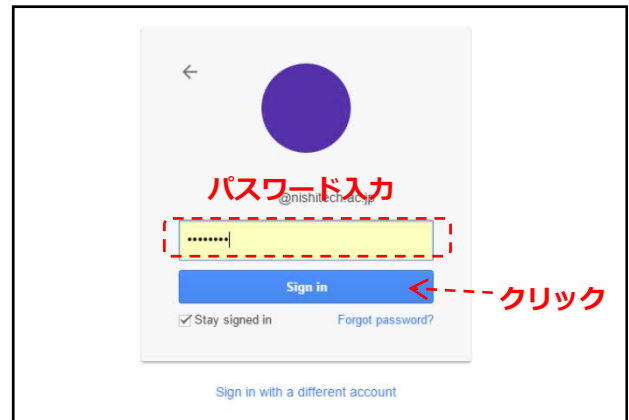 パスワード入力
@nishitech.ac.jp
••••••••
Sign in
クリック
Stay signed in
Forgot password?
Sign in with a different account